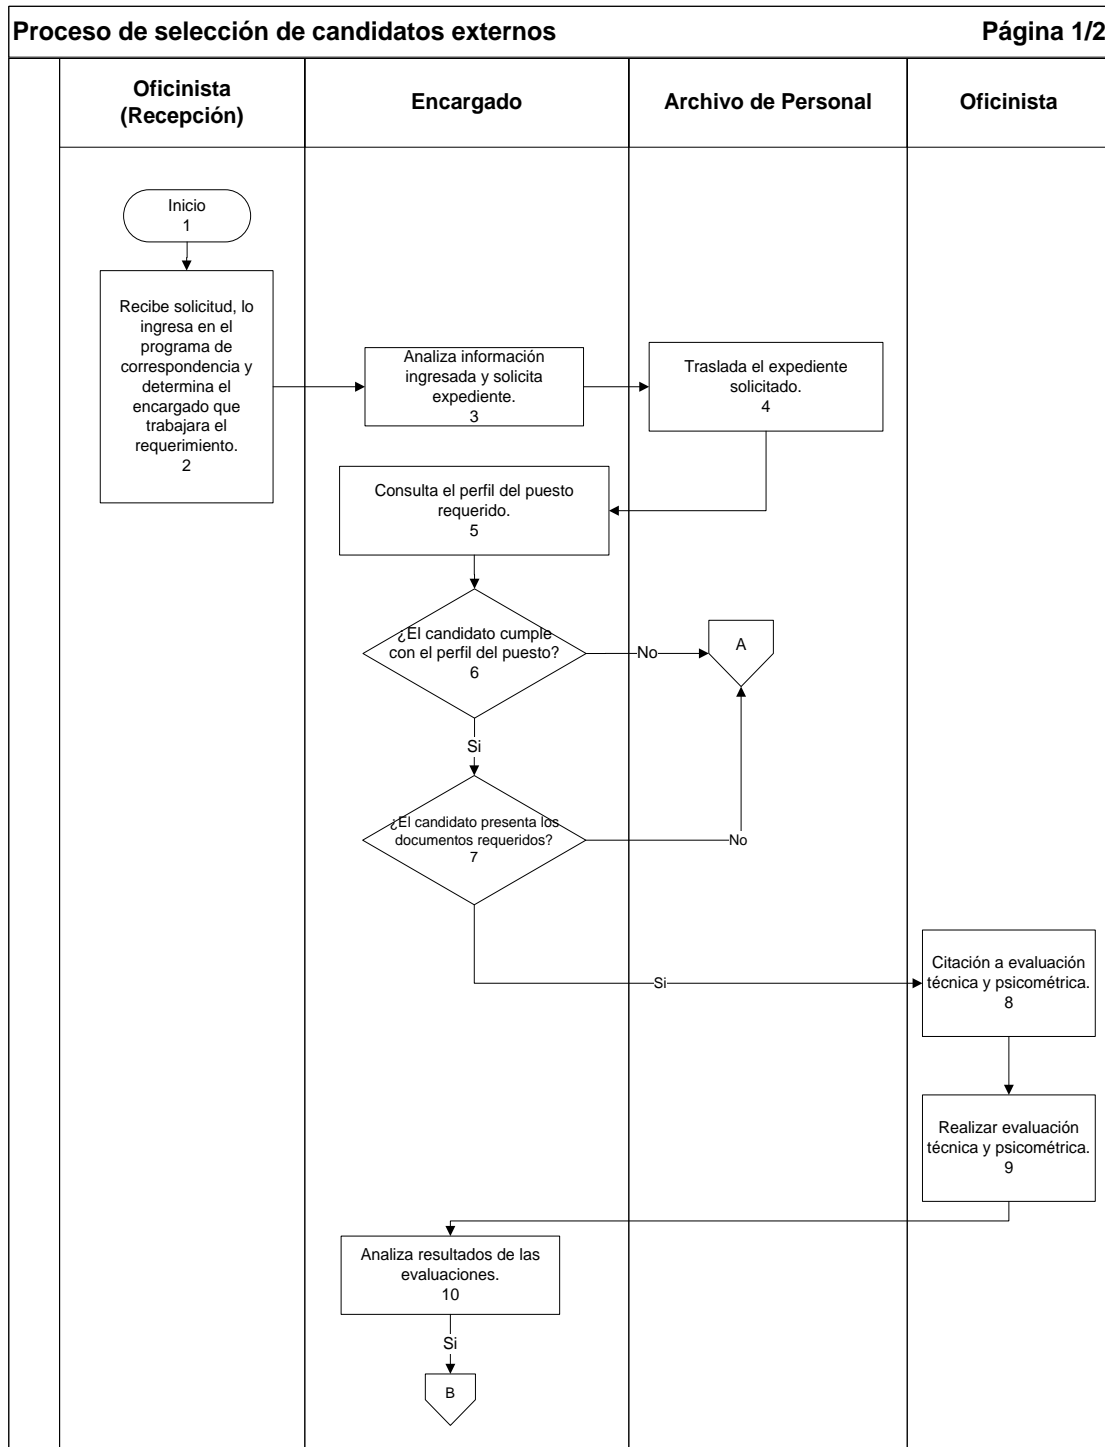 Proceso de selección de candidatos externos
Página 1/2
Oficinista
(Recepción)
Encargado
Archivo de Personal
Oficinista
Inicio
1
Recibe solicitud, lo
ingresa en el
programa de
correspondencia y
determina el
encargado que
trabajara el
requerimiento.
2
Analiza información
ingresada y solicita
expediente.
3
Traslada el expediente
solicitado.
4
Consulta el perfil del puesto
requerido.
5
¿El candidato cumple
con el perfil del puesto?
6
No
A
Si
¿El candidato presenta los
documentos requeridos?
7
No
Si
Citación a evaluación
técnica y psicométrica.
8
Realizar evaluación
técnica y psicométrica.
9
Analiza resultados de las
evaluaciones.
10
Si
B